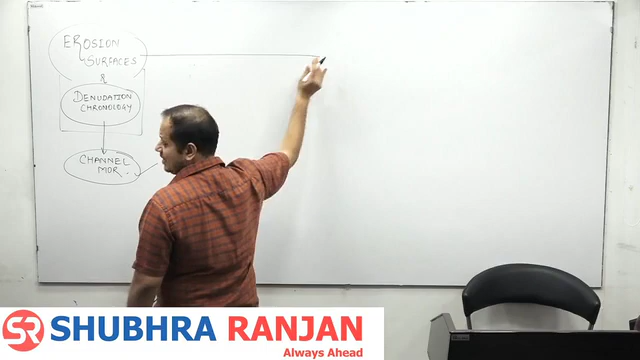 EROSION
SURFACES
&
DENUDATION
CHRONOLOGY
CHANNEL
MOR.
SR SHUBHRA RANJAN
Always Ahead